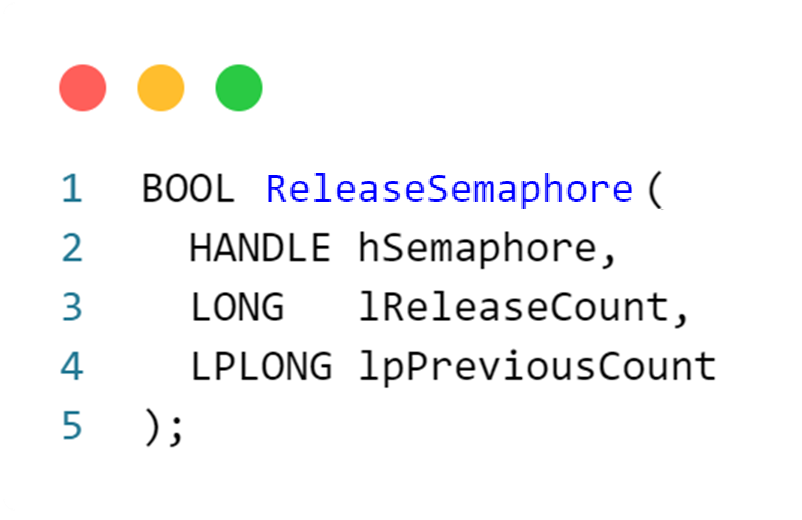 1 BOOL ReleaseSemaphore(
2 HANDLE hSemaphore,
3 LONG lReleaseCount,
4 LPLONG lpPreviousCount
5 );